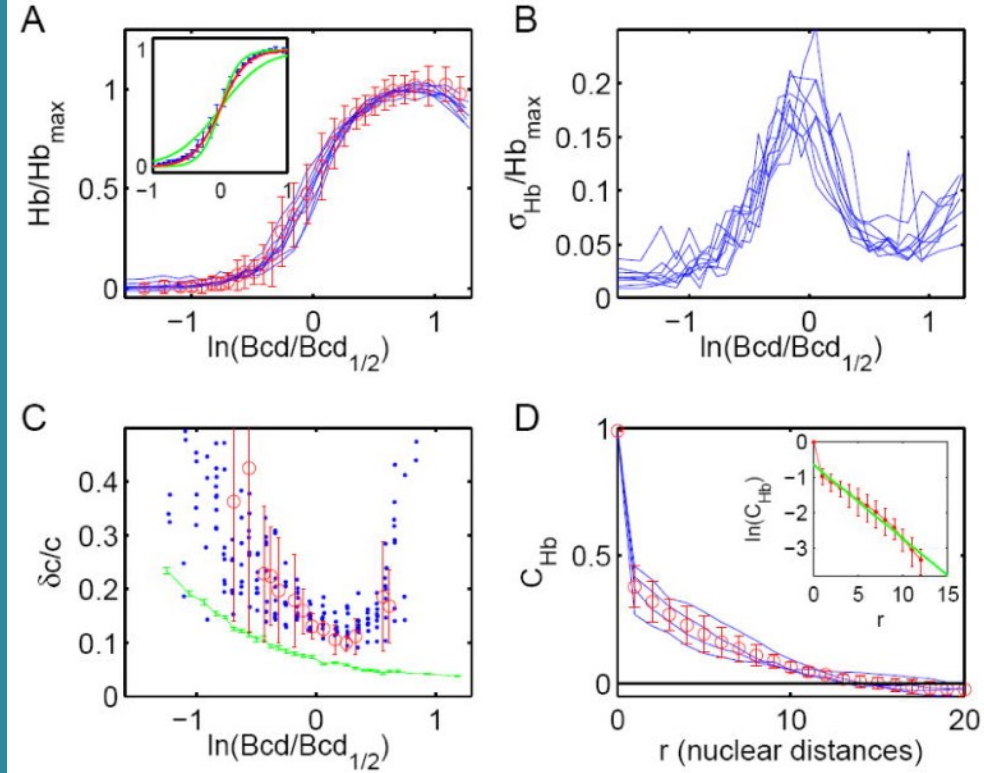 A
Hb/Hb_max
1
0.5
0
−1 0 1
ln(Bcd/Bcd_1/2)
1
0
−1 0 1
B
σ_Hb/Hb_max
0.2
0.15
0.1
0.05
0
−1 0 1
ln(Bcd/Bcd_1/2)
C
δc/c
0.4
0.3
0.2
0.1
0
−1 0 1
ln(Bcd/Bcd_1/2)
D
C_Hb
1
0.5
0
0 10 20
r (nuclear distances)
ln(C_Hb)
0
−1
−2
−3
0 5 10 15
r